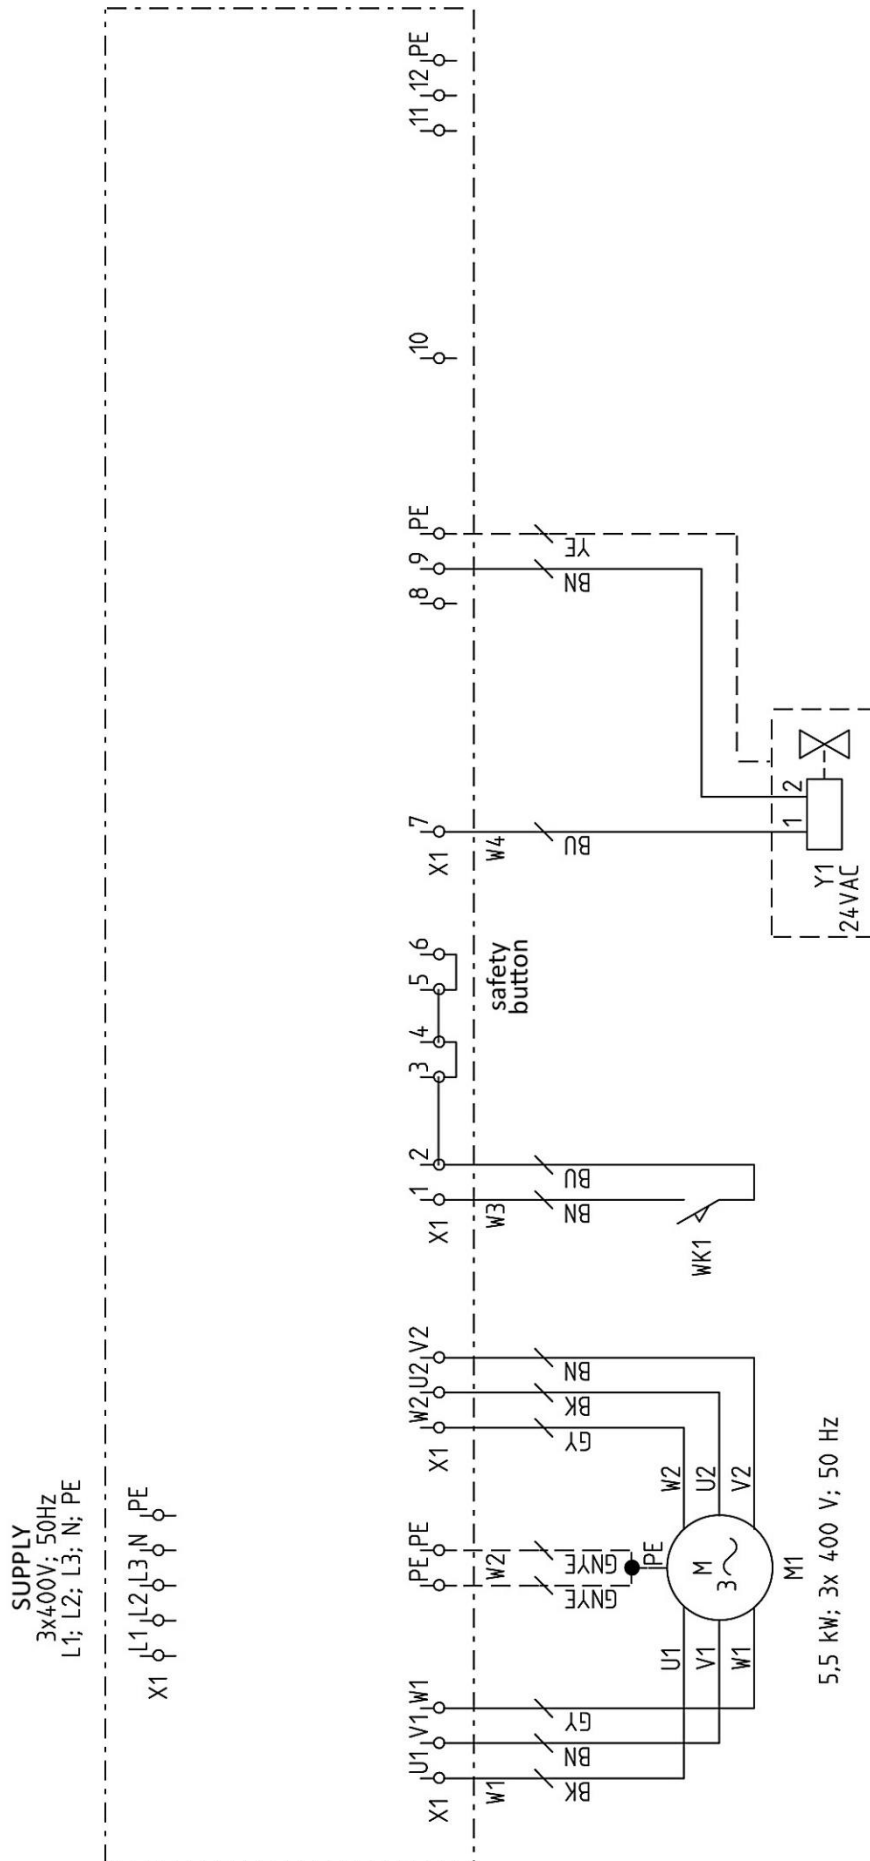 SUPPLY
3x400V; 50Hz
L1; L2; L3; N; PE
X1
L1 L2 L3 N PE
X1
U1 V1 W1
PE PE
X1
W2 U2 V2
X1
1 2
3 4
5 6
X1
7
8 9 PE
10
11 12 PE
W1
BK
BN
GY
W2
GNYE
GNYE
GY
BK
BN
W3
BN
BU
safety
button
W4
BU
BN
YE
U1
V1
W1
PE
M
3
W2
U2
V2
M1
5,5 kW; 3x 400 V; 50 Hz
WK1
1 2
Y1
24VAC